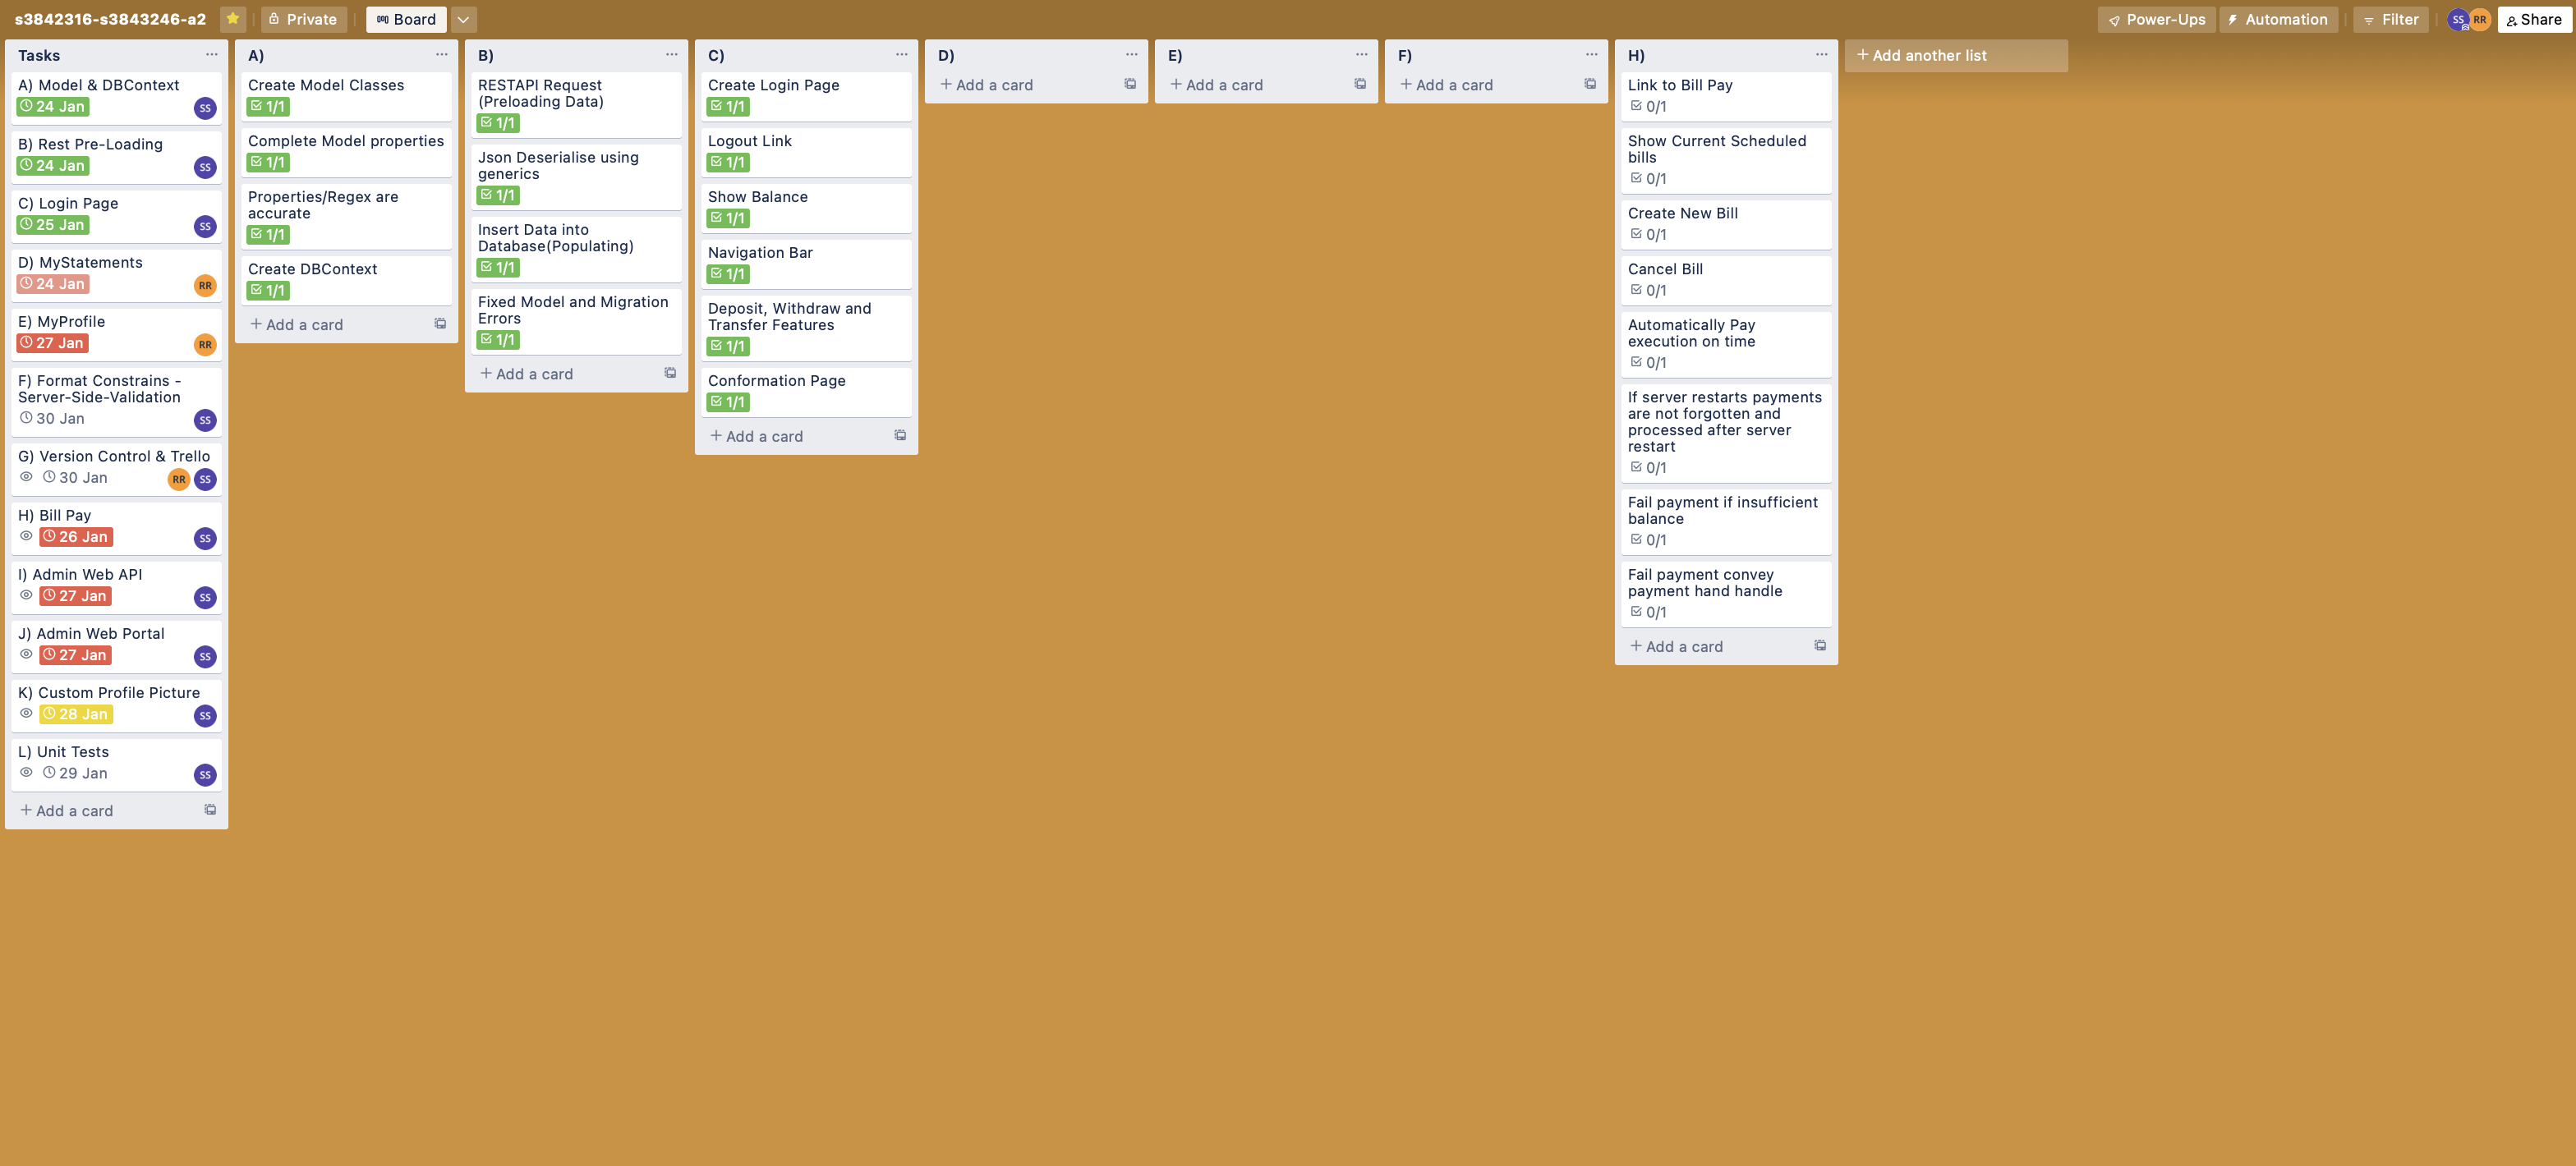 s3842316-s3843246-a2
Private
Board
Power-Ups
Automation
Filter
SS
RR
Share
Tasks
A) Model & DBContext
24 Jan
SS
B) Rest Pre-Loading
24 Jan
SS
C) Login Page
25 Jan
SS
D) MyStatements
24 Jan
RR
E) MyProfile
27 Jan
RR
F) Format Constrains -
Server-Side-Validation
30 Jan
SS
G) Version Control & Trello
30 Jan
RR
SS
H) Bill Pay
26 Jan
SS
I) Admin Web API
27 Jan
SS
J) Admin Web Portal
27 Jan
SS
K) Custom Profile Picture
28 Jan
SS
L) Unit Tests
29 Jan
SS
+ Add a card
A)
Create Model Classes
1/1
Complete Model properties
1/1
Properties/Regex are
accurate
1/1
Create DBContext
1/1
+ Add a card
B)
RESTAPI Request
(Preloading Data)
1/1
Json Deserialise using
generics
1/1
Insert Data into
Database(Populating)
1/1
Fixed Model and Migration
Errors
1/1
+ Add a card
C)
Create Login Page
1/1
Logout Link
1/1
Show Balance
1/1
Navigation Bar
1/1
Deposit, Withdraw and
Transfer Features
1/1
Conformation Page
1/1
+ Add a card
D)
+ Add a card
E)
+ Add a card
F)
+ Add a card
H)
Link to Bill Pay
0/1
Show Current Scheduled
bills
0/1
Create New Bill
0/1
Cancel Bill
0/1
Automatically Pay
execution on time
0/1
If server restarts payments
are not forgotten and
processed after server
restart
0/1
Fail payment if insufficient
balance
0/1
Fail payment convey
payment hand handle
0/1
+ Add a card
+ Add another list